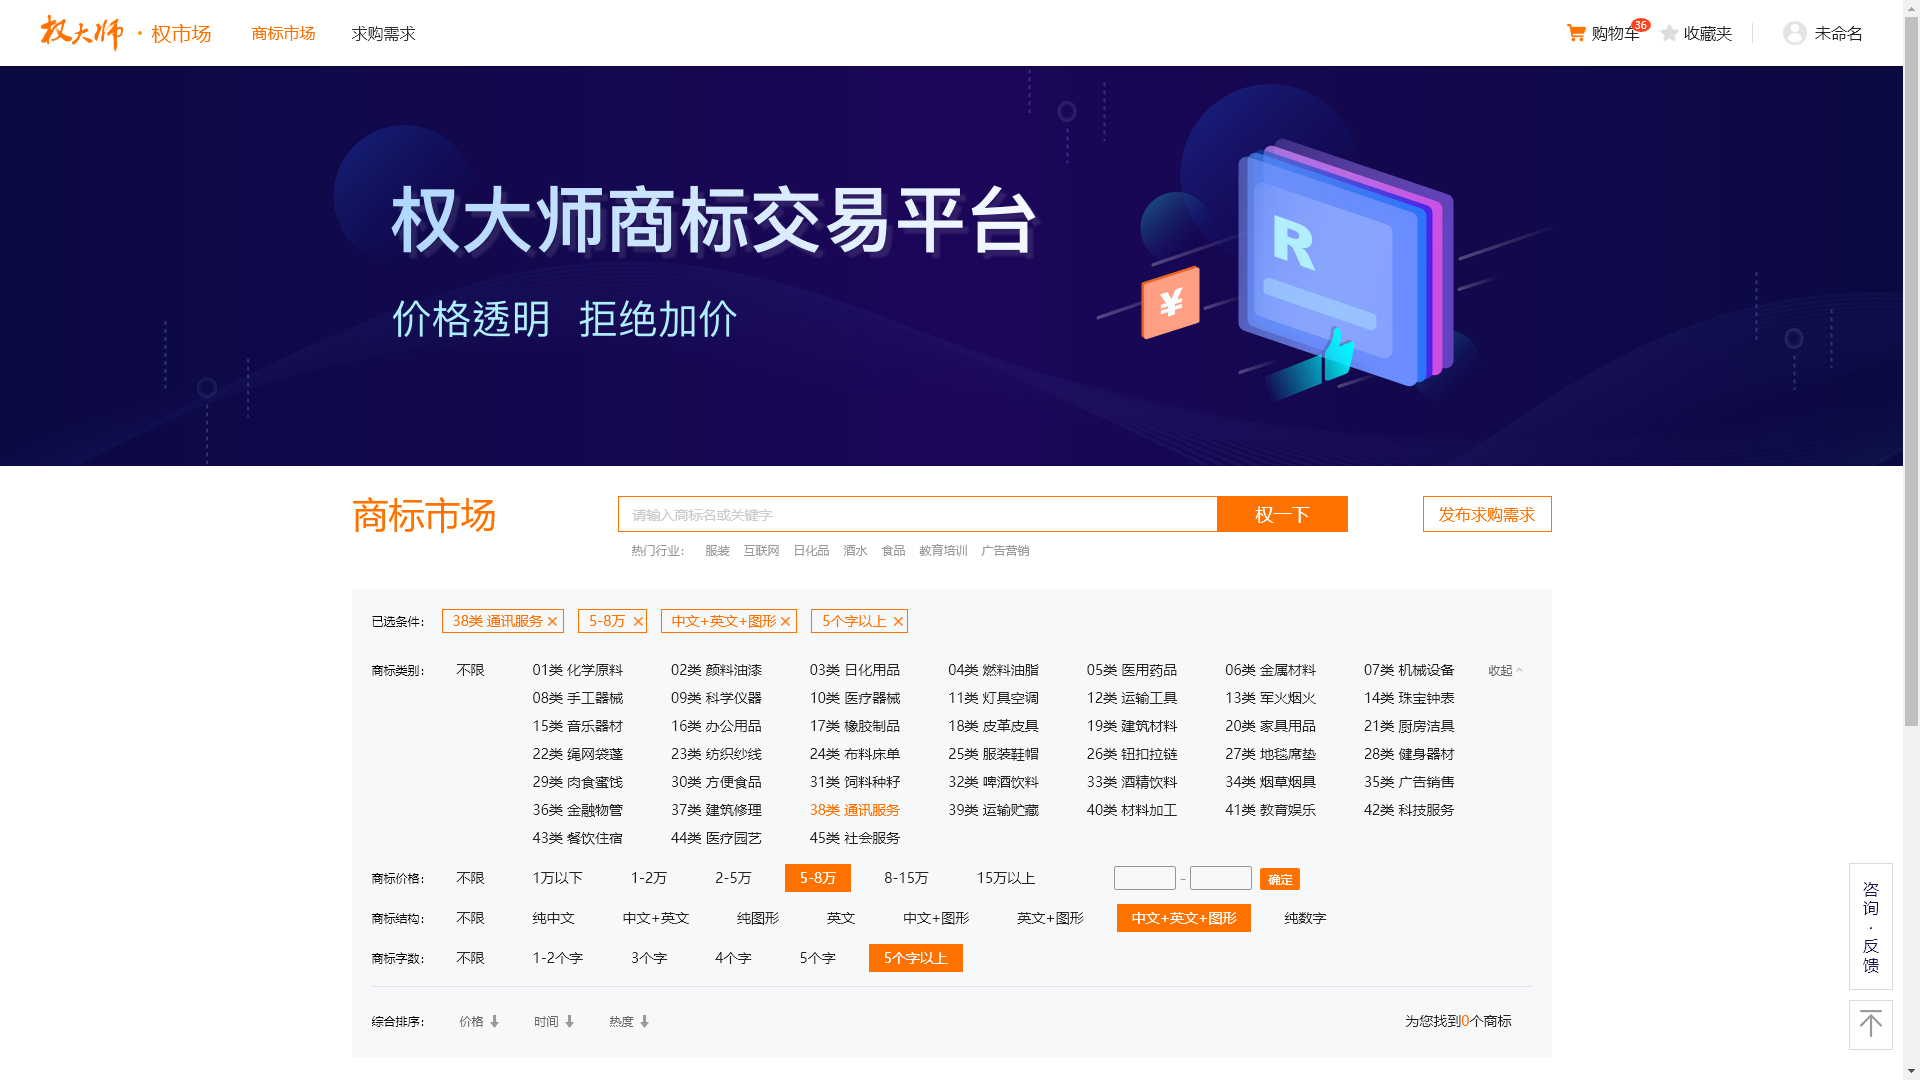 权大师·权市场 商标市场 求购需求 购物车 36 收藏夹 未命名
权大师商标交易平台
价格透明 拒绝加价
R
¥
商标市场 请输入商标名或关键字 权一下 发布求购需求
热门行业： 服装 互联网 日化品 酒水 食品 教育培训 广告营销
已选条件： 38类 通讯服务 5-8万 中文+英文+图形 5个字以上
商标类别： 不限 01类 化学原料 02类 颜料油漆 03类 日化用品 04类 燃料油脂 05类 医用药品 06类 金属材料 07类 机械设备 收起
08类 手工器械 09类 科学仪器 10类 医疗器械 11类 灯具空调 12类 运输工具 13类 军火烟火 14类 珠宝钟表
15类 音乐器材 16类 办公用品 17类 橡胶制品 18类 皮革皮具 19类 建筑材料 20类 家具用品 21类 厨房洁具
22类 绳网袋蓬 23类 纺织纱线 24类 布料床单 25类 服装鞋帽 26类 钮扣拉链 27类 地毯席垫 28类 健身器材
29类 肉食蜜饯 30类 方便食品 31类 饲料种籽 32类 啤酒饮料 33类 酒精饮料 34类 烟草烟具 35类 广告销售
36类 金融物管 37类 建筑修理 38类 通讯服务 39类 运输贮藏 40类 材料加工 41类 教育娱乐 42类 科技服务
43类 餐饮住宿 44类 医疗园艺 45类 社会服务
商标价格： 不限 1万以下 1-2万 2-5万 5-8万 8-15万 15万以上 - 确定
商标结构： 不限 纯中文 中文+英文 纯图形 英文 中文+图形 英文+图形 中文+英文+图形 纯数字
商标字数： 不限 1-2个字 3个字 4个字 5个字 5个字以上
综合排序： 价格 时间 热度 为您找到0个商标
咨
询
·
反
馈